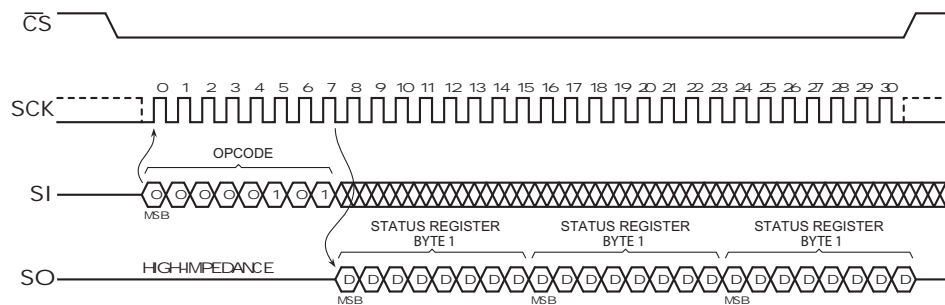 CS
0 1 2 3 4 5 6 7 8 9 10 11 12 13 14 15 16 17 18 19 20 21 22 23 24 25 26 27 28 29 30
SCK
OPCODE
SI 0 0 0 0 0 1 0 1
MSB
STATUS REGISTER BYTE 1
STATUS REGISTER BYTE 1
STATUS REGISTER BYTE 1
HIGH-IMPEDANCE
SO D D D D D D D D D D D D D D D D D D D D D D D D
MSB MSB MSB